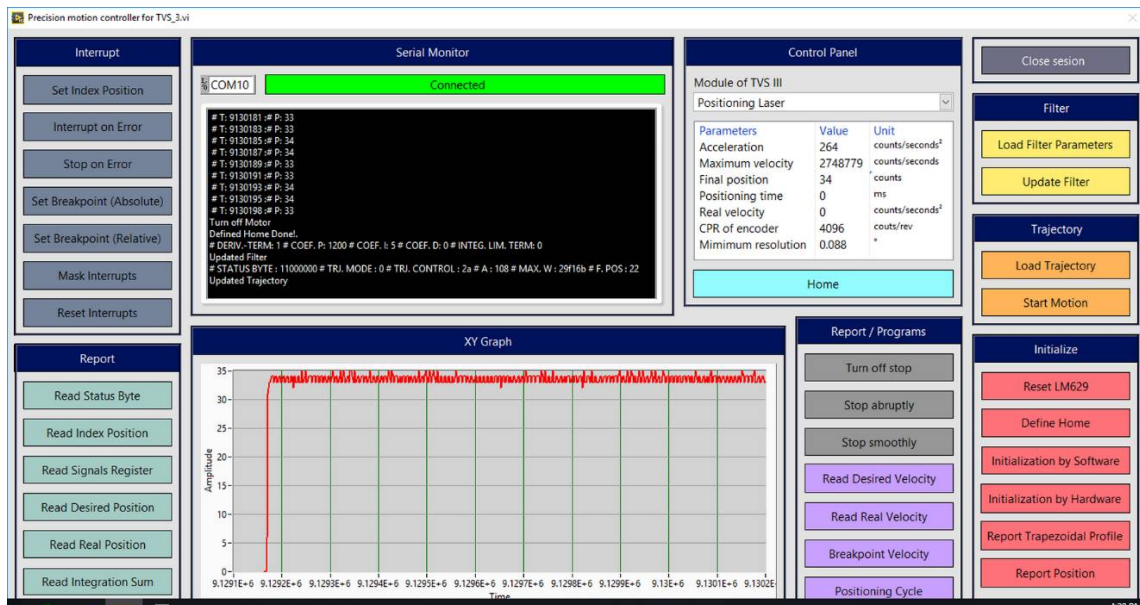 Precision motion controller for TVS_3.vi
Interrupt
Set Index Position
Interrupt on Error
Stop on Error
Set Breakpoint (Absolute)
Set Breakpoint (Relative)
Mask Interrupts
Reset Interrupts
Report
Read Status Byte
Read Index Position
Read Signals Register
Read Desired Position
Read Real Position
Read Integration Sum
Serial Monitor
COM10
Connected
# T: 9130181 :# P: 33
# T: 9130183 :# P: 33
# T: 9130185 :# P: 34
# T: 9130187 :# P: 34
# T: 9130189 :# P: 33
# T: 9130191 :# P: 33
# T: 9130193 :# P: 34
# T: 9130195 :# P: 34
# T: 9130198 :# P: 33
Turn off Motor
Defined Home Done!.
# DERIV.-TERM: 1 # COEF. P: 1200 # COEF. I: 5 # COEF. D: 0 # INTEG. LIM. TERM: 0
Updated Filter
# STATUS BYTE : 11000000 # TRJ. MODE : 0 # TRJ. CONTROL : 2a # A : 108 # MAX. W : 29f16b # F. POS : 22
Updated Trajectory
XY Graph
Amplitude
35
30
25
20
15
10
5
0
9.1291E+6 9.1292E+6 9.1293E+6 9.1294E+6 9.1295E+6 9.1296E+6 9.1297E+6 9.1298E+6 9.1299E+6 9.13E+6 9.1301E+6 9.1302E
Time
Control Panel
Module of TVS III
Positioning Laser
Parameters Value Unit
Acceleration 264 counts/seconds²
Maximum velocity 2748779 counts/seconds
Final position 34 counts
Positioning time 0 ms
Real velocity 0 counts/seconds²
CPR of encoder 4096 couts/rev
Mimimum resolution 0.088 °
Home
Report / Programs
Turn off stop
Stop abruptly
Stop smoothly
Read Desired Velocity
Read Real Velocity
Breakpoint Velocity
Positioning Cycle
Close sesion
Filter
Load Filter Parameters
Update Filter
Trajectory
Load Trajectory
Start Motion
Initialize
Reset LM629
Define Home
Initialization by Software
Initialization by Hardware
Report Trapezoidal Profile
Report Position